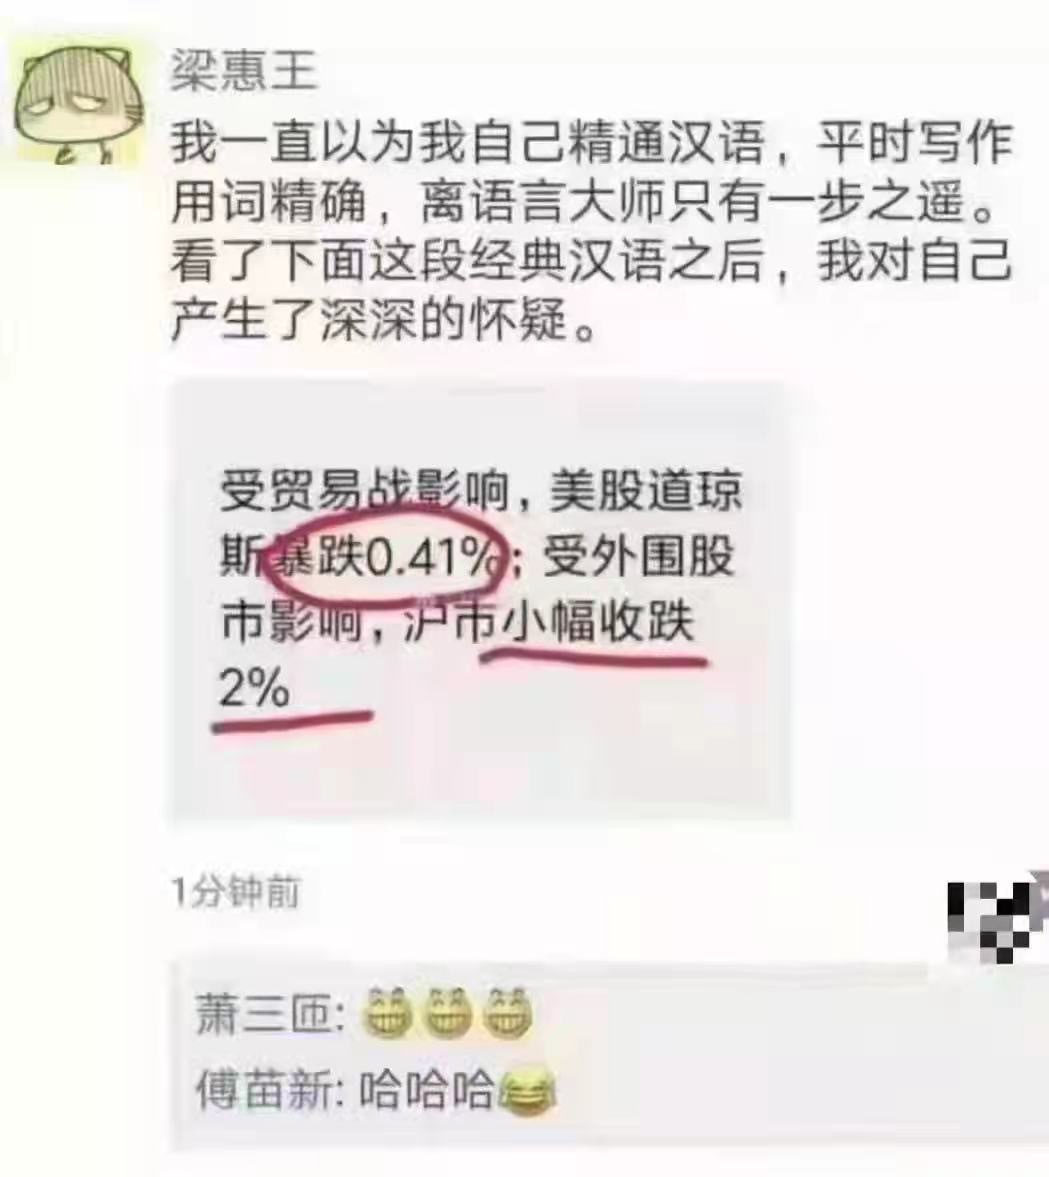 梁惠王
我一直以为我自己精通汉语，平时写作
用词精确，离语言大师只有一步之遥。
看了下面这段经典汉语之后，我对自己
产生了深深的怀疑。
受贸易战影响，美股道琼
斯暴跌0.41%；受外围股
市影响，沪市小幅收跌
2%
1分钟前
萧三匝：😁😁😁
傅苗新：哈哈哈😂